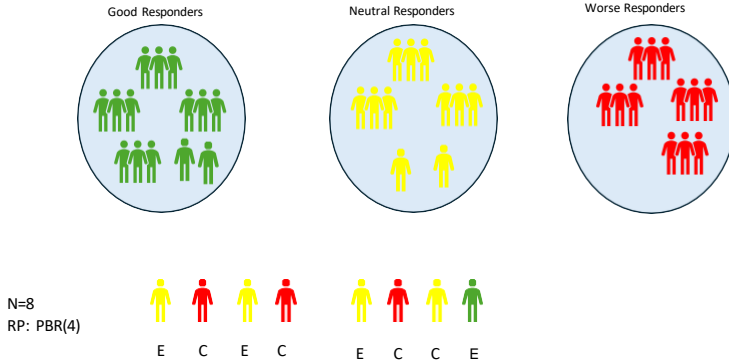 Good Responders
Neutral Responders
Worse Responders
N=8
RP: PBR(4)
E C E C E C C E